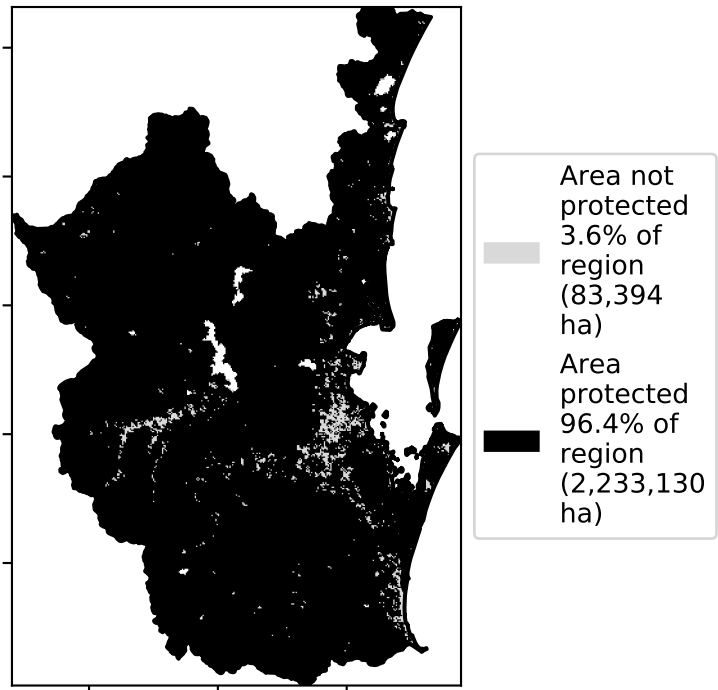 Area not
protected
3.6% of
region
(83,394
ha)
Area
protected
96.4% of
region
(2,233,130
ha)